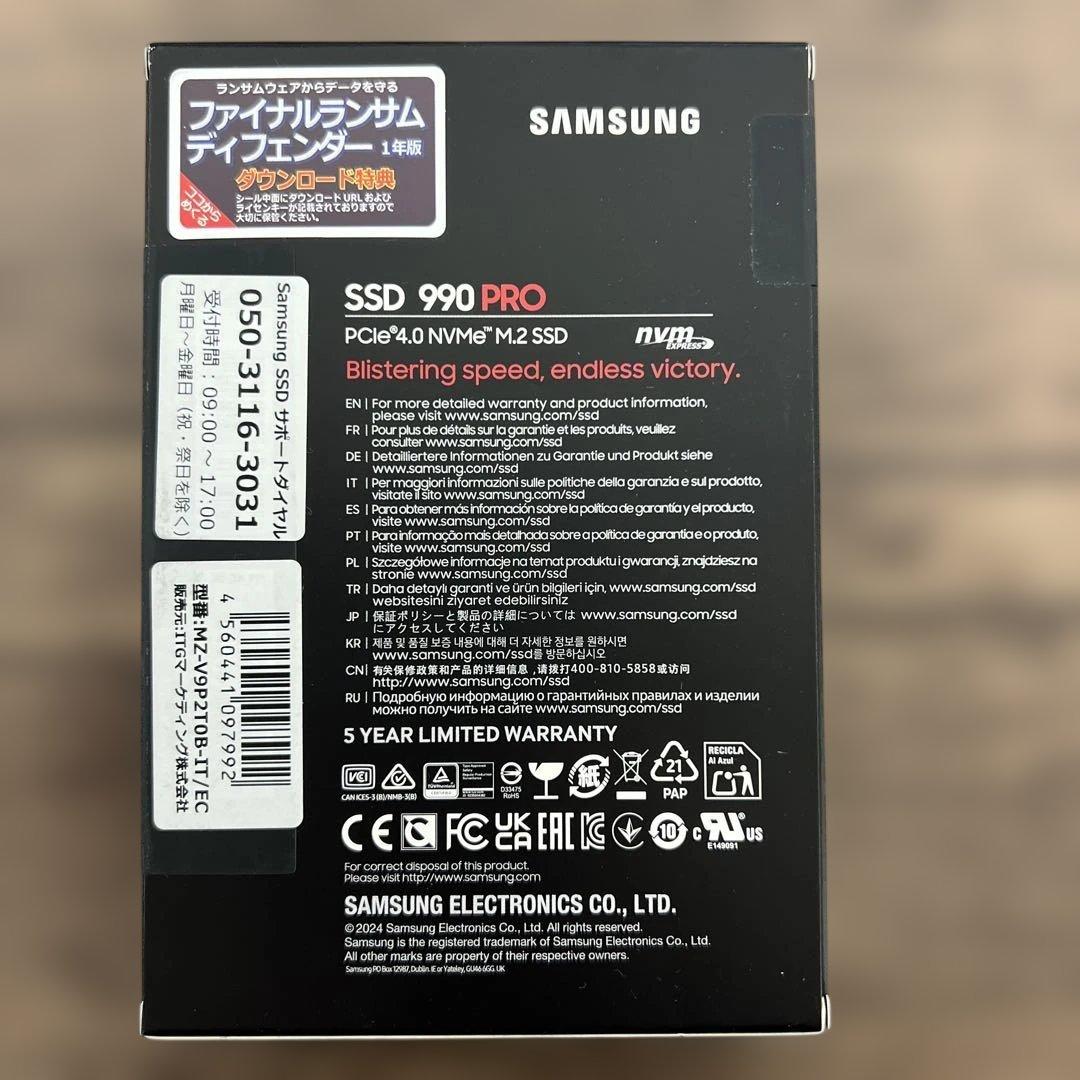 ランサムウェアからデータを守る
ファイナルランサム
ディフェンダー 1年版
ダウンロード特典
シール中面にダウンロードURLおよび
ライセンキーが記載されておりますので
大切に保管ください。
ココから
めくる
SAMSUNG
Samsung SSD サポートダイヤル
050-3116-3031
受付時間：09:00 ～ 17:00
月曜日～金曜日（祝・祭日を除く）
4 560441 097992
型番:MZ-V9P2T0B-IT/EC
販売元:ITGマーケティング株式会社
SSD 990 PRO
PCIe®4.0 NVMe™ M.2 SSD
nvm
EXPRESS
Blistering speed, endless victory.
EN | For more detailed warranty and product information,
please visit www.samsung.com/ssd
FR | Pour plus de détails sur la garantie et les produits, veuillez
consulter www.samsung.com/ssd
DE | Detailliertere Informationen zu Garantie und Produkt siehe
www.samsung.com/ssd
IT | Per maggiori informazioni sulle politiche della garanzia e sul prodotto,
visitate il sito www.samsung.com/ssd
ES | Para obtener más información sobre la política de garantía y el producto,
visite www.samsung.com/ssd
PT | Para informação mais detalhada sobre a política de garantia e o produto,
visite www.samsung.com/ssd
PL | Szczegółowe informacje na temat produktu i gwarancji, znajdziesz na
stronie www.samsung.com/ssd
TR | Daha detaylı garanti ve ürün bilgileri için, www.samsung.com/ssd
websitesini ziyaret edebilirsiniz
JP | 保証ポリシーと製品の詳細については www.samsung.com/ssd
にアクセスしてください
KR | 제품 및 품질 보증 내용에 대해 더 자세한 정보를 원하시면
www.samsung.com/ssd를 방문하십시오
CN | 有关保修政策和产品的详细信息，请拨打400-810-5858或访问
http://www.samsung.com/ssd
RU | Подробную информацию о гарантийных правилах и изделии
можно получить на сайте www.samsung.com/ssd
5 YEAR LIMITED WARRANTY
VCI
CAN ICES-3 (B)/NMB-3(B)
D33475
RoHS
紙
21
PAP
RECICLA
Al Azul
CE FC UK CA EAC 10 c RU US
E149091
For correct disposal of this product.
Please visit http://www.samsung.com
SAMSUNG ELECTRONICS CO., LTD.
© 2024 Samsung Electronics Co., Ltd. All rights reserved.
Samsung is the registered trademark of Samsung Electronics Co., Ltd.
All other marks are property of their respective owners.
Samsung PO Box 12987, Dublin. IE or Yateley, GU46 6GG. UK